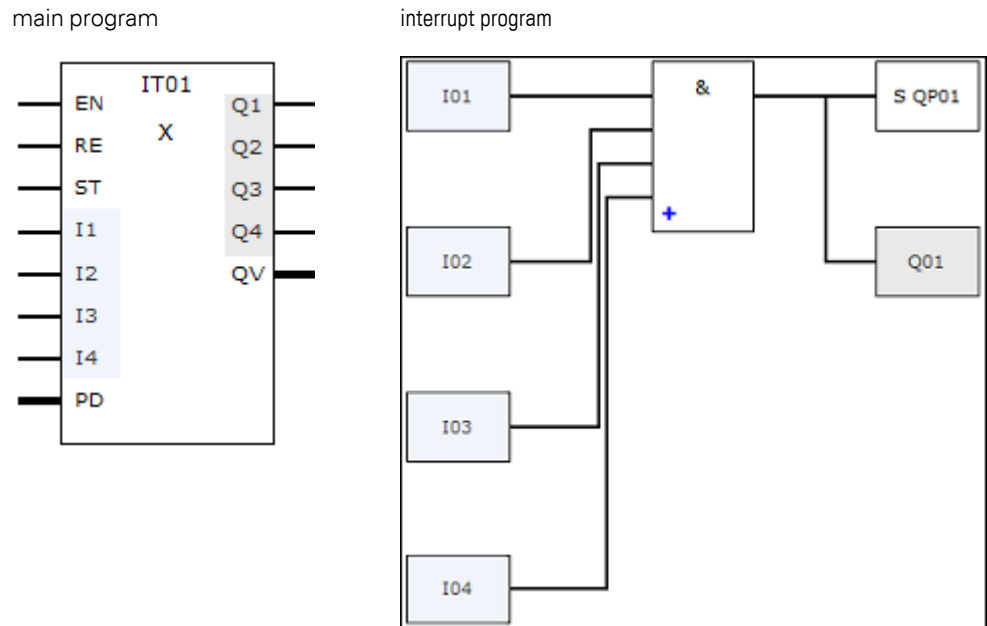 main program
interrupt program
IT01
X
EN
RE
ST
I1
I2
I3
I4
PD
Q1
Q2
Q3
Q4
QV
I01
I02
I03
I04
&
+
S QP01
Q01